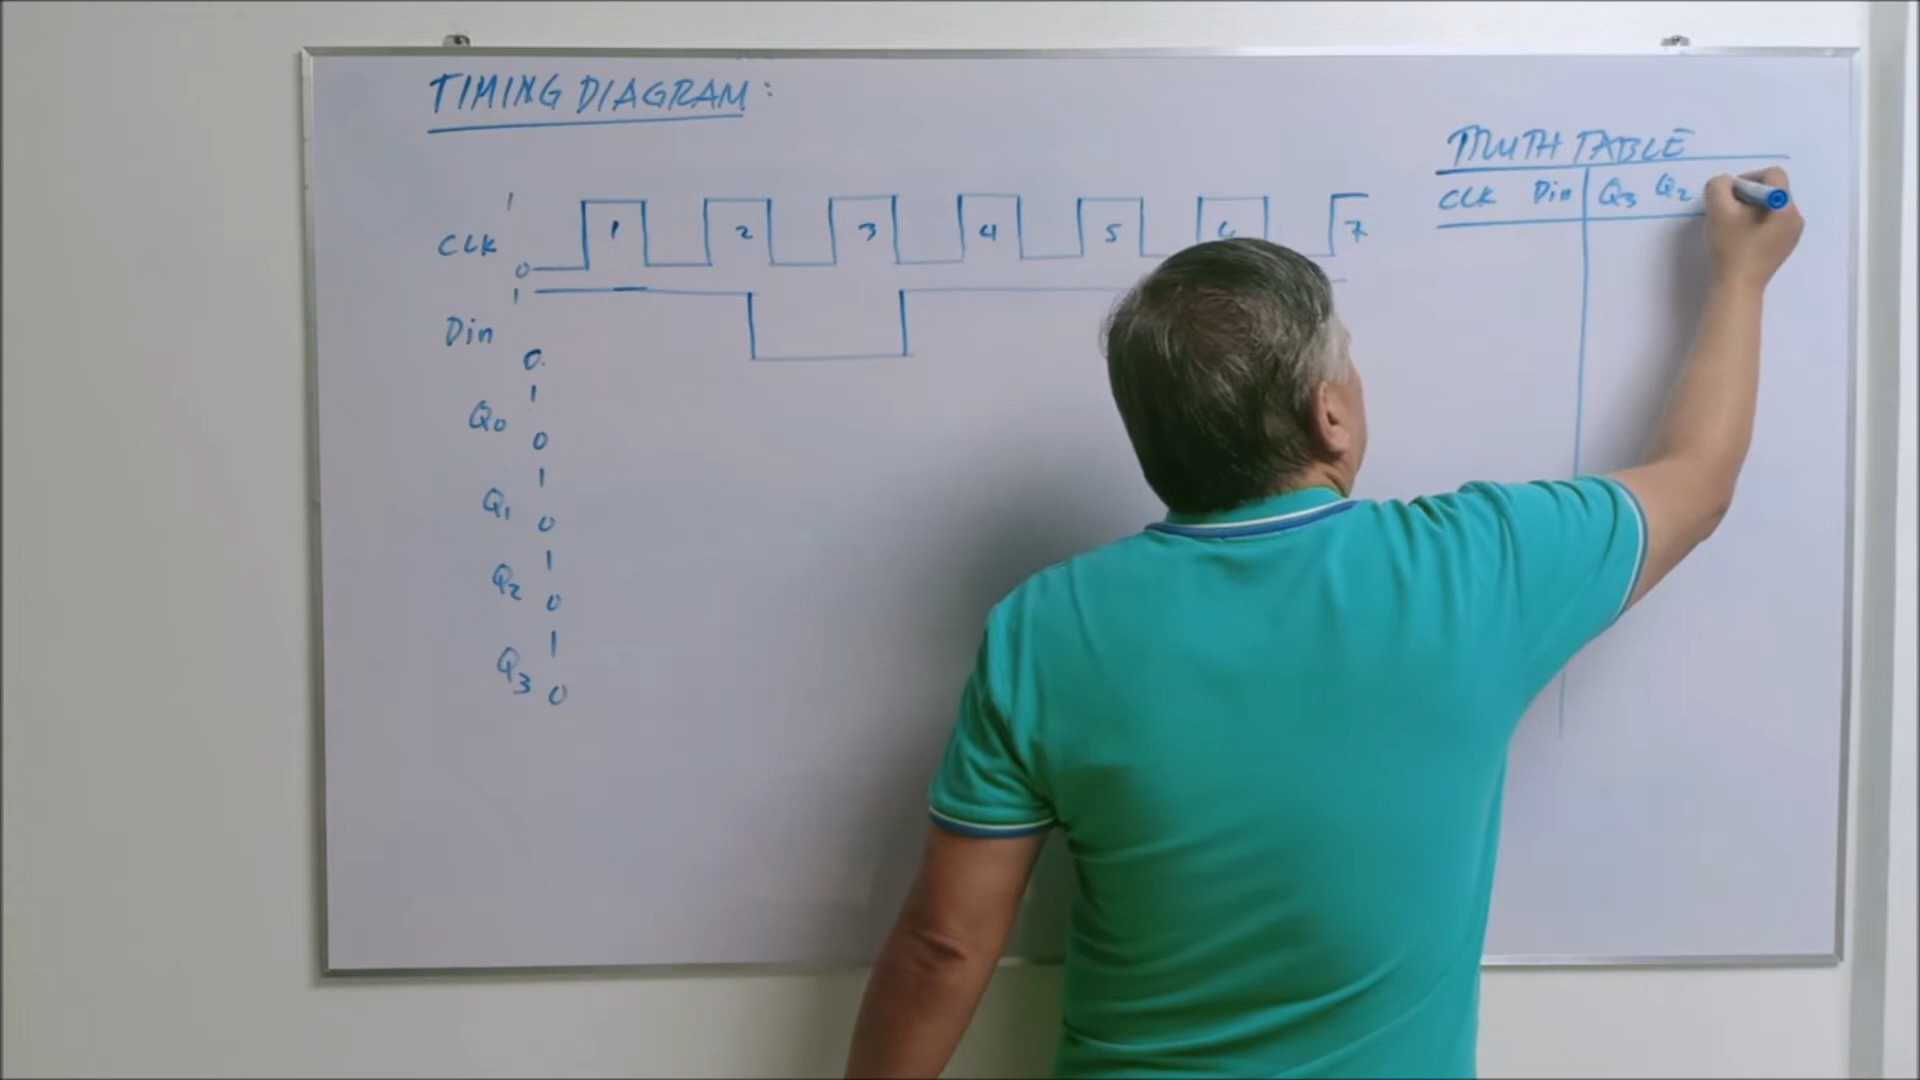 TIMING DIAGRAM:
TRUTH TABLE
CLK Din Q3 Q2
1
CLK 1 2 3 4 5 6 7
0
1
Din
0
1
Q0 0
1
Q1 0
1
Q2 0
1
Q3 0